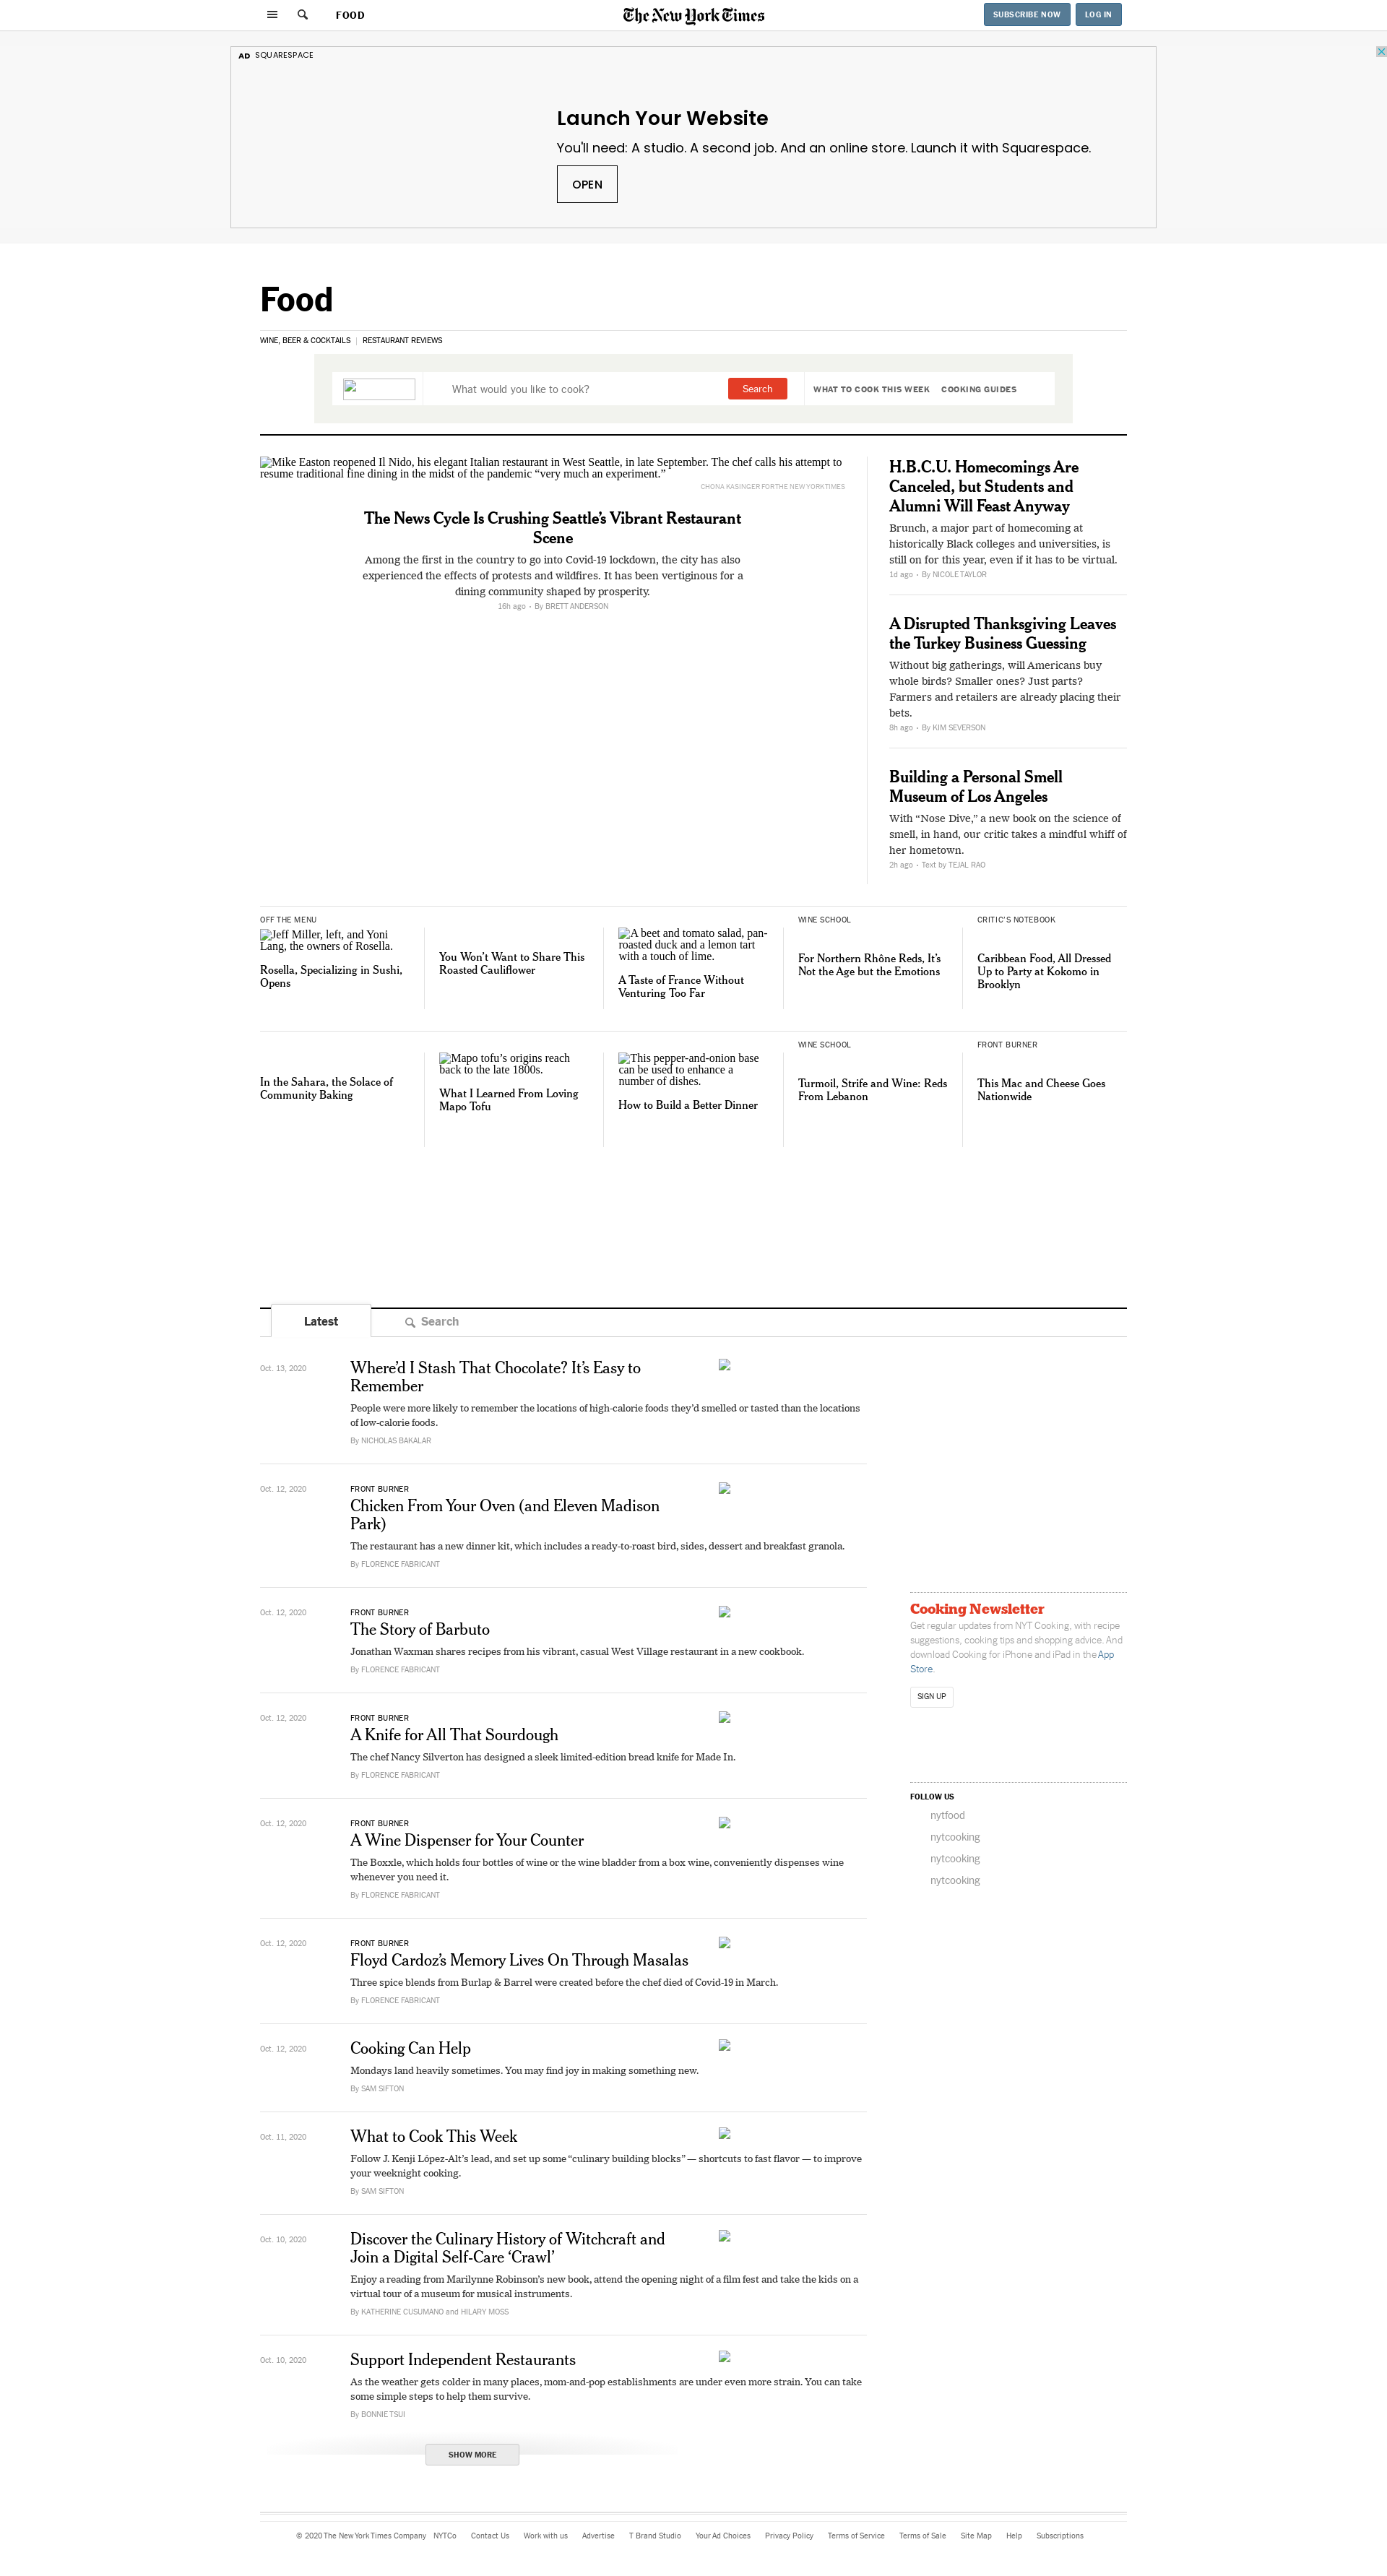 FOOD
The New York Times
SUBSCRIBE NOW
LOG IN
AD SQUARESPACE
Launch Your Website
You'll need: A studio. A second job. And an online store. Launch it with Squarespace.
OPEN
Food
WINE, BEER & COCKTAILS
RESTAURANT REVIEWS
What would you like to cook?
Search
WHAT TO COOK THIS WEEK
COOKING GUIDES
Mike Easton reopened Il Nido, his elegant Italian restaurant in West Seattle, in late September. The chef calls his attempt to
resume traditional fine dining in the midst of the pandemic “very much an experiment.”
CHONA KASINGER FOR THE NEW YORK TIMES
The News Cycle Is Crushing Seattle’s Vibrant Restaurant
Scene
Among the first in the country to go into Covid-19 lockdown, the city has also
experienced the effects of protests and wildfires. It has been vertiginous for a
dining community shaped by prosperity.
16h ago • By BRETT ANDERSON
H.B.C.U. Homecomings Are
Canceled, but Students and
Alumni Will Feast Anyway
Brunch, a major part of homecoming at
historically Black colleges and universities, is
still on for this year, even if it has to be virtual.
1d ago • By NICOLE TAYLOR
A Disrupted Thanksgiving Leaves
the Turkey Business Guessing
Without big gatherings, will Americans buy
whole birds? Smaller ones? Just parts?
Farmers and retailers are already placing their
bets.
8h ago • By KIM SEVERSON
Building a Personal Smell
Museum of Los Angeles
With “Nose Dive,” a new book on the science of
smell, in hand, our critic takes a mindful whiff of
her hometown.
2h ago • Text by TEJAL RAO
OFF THE MENU
Jeff Miller, left, and Yoni
Lang, the owners of Rosella.
Rosella, Specializing in Sushi,
Opens
You Won’t Want to Share This
Roasted Cauliflower
A beet and tomato salad, pan-
roasted duck and a lemon tart
with a touch of lime.
A Taste of France Without
Venturing Too Far
WINE SCHOOL
For Northern Rhône Reds, It’s
Not the Age but the Emotions
CRITIC’S NOTEBOOK
Caribbean Food, All Dressed
Up to Party at Kokomo in
Brooklyn
In the Sahara, the Solace of
Community Baking
Mapo tofu’s origins reach
back to the late 1800s.
What I Learned From Loving
Mapo Tofu
This pepper-and-onion base
can be used to enhance a
number of dishes.
How to Build a Better Dinner
WINE SCHOOL
Turmoil, Strife and Wine: Reds
From Lebanon
FRONT BURNER
This Mac and Cheese Goes
Nationwide
Latest
Search
Oct. 13, 2020
Where’d I Stash That Chocolate? It’s Easy to
Remember
People were more likely to remember the locations of high-calorie foods they’d smelled or tasted than the locations
of low-calorie foods.
By NICHOLAS BAKALAR
Oct. 12, 2020
FRONT BURNER
Chicken From Your Oven (and Eleven Madison
Park)
The restaurant has a new dinner kit, which includes a ready-to-roast bird, sides, dessert and breakfast granola.
By FLORENCE FABRICANT
Oct. 12, 2020
FRONT BURNER
The Story of Barbuto
Jonathan Waxman shares recipes from his vibrant, casual West Village restaurant in a new cookbook.
By FLORENCE FABRICANT
Oct. 12, 2020
FRONT BURNER
A Knife for All That Sourdough
The chef Nancy Silverton has designed a sleek limited-edition bread knife for Made In.
By FLORENCE FABRICANT
Oct. 12, 2020
FRONT BURNER
A Wine Dispenser for Your Counter
The Boxxle, which holds four bottles of wine or the wine bladder from a box wine, conveniently dispenses wine
whenever you need it.
By FLORENCE FABRICANT
Oct. 12, 2020
FRONT BURNER
Floyd Cardoz’s Memory Lives On Through Masalas
Three spice blends from Burlap & Barrel were created before the chef died of Covid-19 in March.
By FLORENCE FABRICANT
Oct. 12, 2020
Cooking Can Help
Mondays land heavily sometimes. You may find joy in making something new.
By SAM SIFTON
Oct. 11, 2020
What to Cook This Week
Follow J. Kenji López-Alt’s lead, and set up some “culinary building blocks” — shortcuts to fast flavor — to improve
your weeknight cooking.
By SAM SIFTON
Oct. 10, 2020
Discover the Culinary History of Witchcraft and
Join a Digital Self-Care ‘Crawl’
Enjoy a reading from Marilynne Robinson’s new book, attend the opening night of a film fest and take the kids on a
virtual tour of a museum for musical instruments.
By KATHERINE CUSUMANO and HILARY MOSS
Oct. 10, 2020
Support Independent Restaurants
As the weather gets colder in many places, mom-and-pop establishments are under even more strain. You can take
some simple steps to help them survive.
By BONNIE TSUI
SHOW MORE
Cooking Newsletter
Get regular updates from NYT Cooking, with recipe
suggestions, cooking tips and shopping advice. And
download Cooking for iPhone and iPad in the App
Store.
SIGN UP
FOLLOW US
nytfood
nytcooking
nytcooking
nytcooking
© 2020 The New York Times Company NYTCo Contact Us Work with us Advertise T Brand Studio Your Ad Choices Privacy Policy Terms of Service Terms of Sale Site Map Help Subscriptions